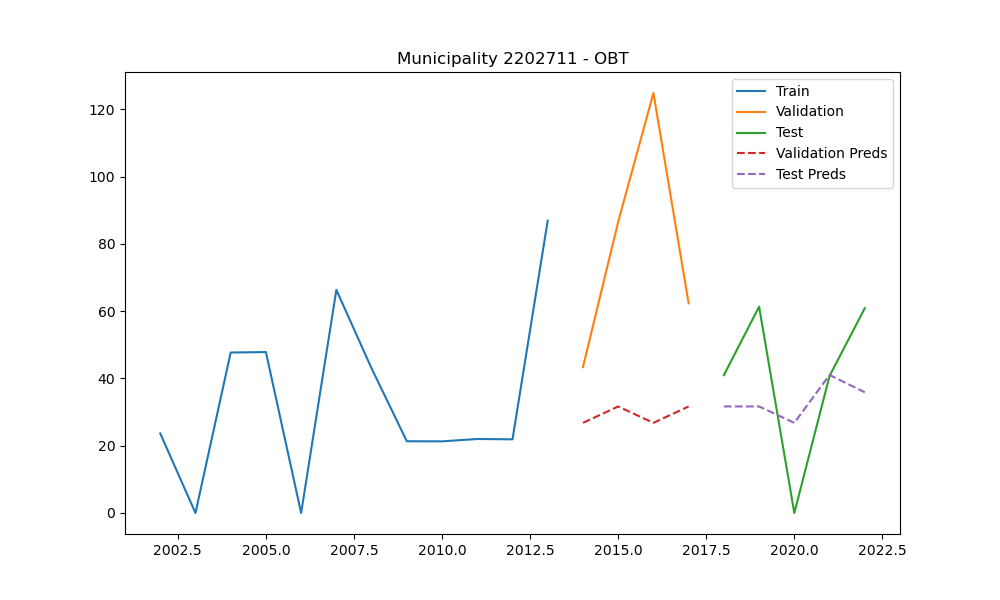 Municipality 2202711 - OBT
Train
Validation
Test
Validation Preds
Test Preds
120
100
80
60
40
20
0
2002.5 2005.0 2007.5 2010.0 2012.5 2015.0 2017.5 2020.0 2022.5